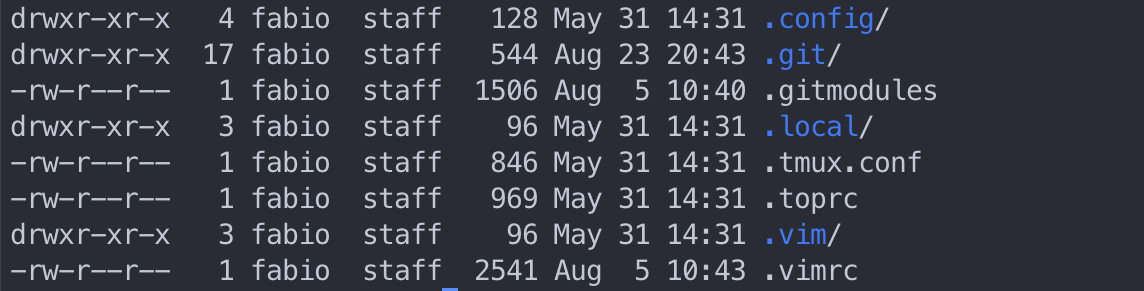 drwxr-xr-x   4 fabio  staff   128 May 31 14:31 .config/
drwxr-xr-x  17 fabio  staff   544 Aug 23 20:43 .git/
-rw-r--r--   1 fabio  staff  1506 Aug  5 10:40 .gitmodules
drwxr-xr-x   3 fabio  staff    96 May 31 14:31 .local/
-rw-r--r--   1 fabio  staff   846 May 31 14:31 .tmux.conf
-rw-r--r--   1 fabio  staff   969 May 31 14:31 .toprc
drwxr-xr-x   3 fabio  staff    96 May 31 14:31 .vim/
-rw-r--r--   1 fabio  staff  2541 Aug  5 10:43 .vimrc